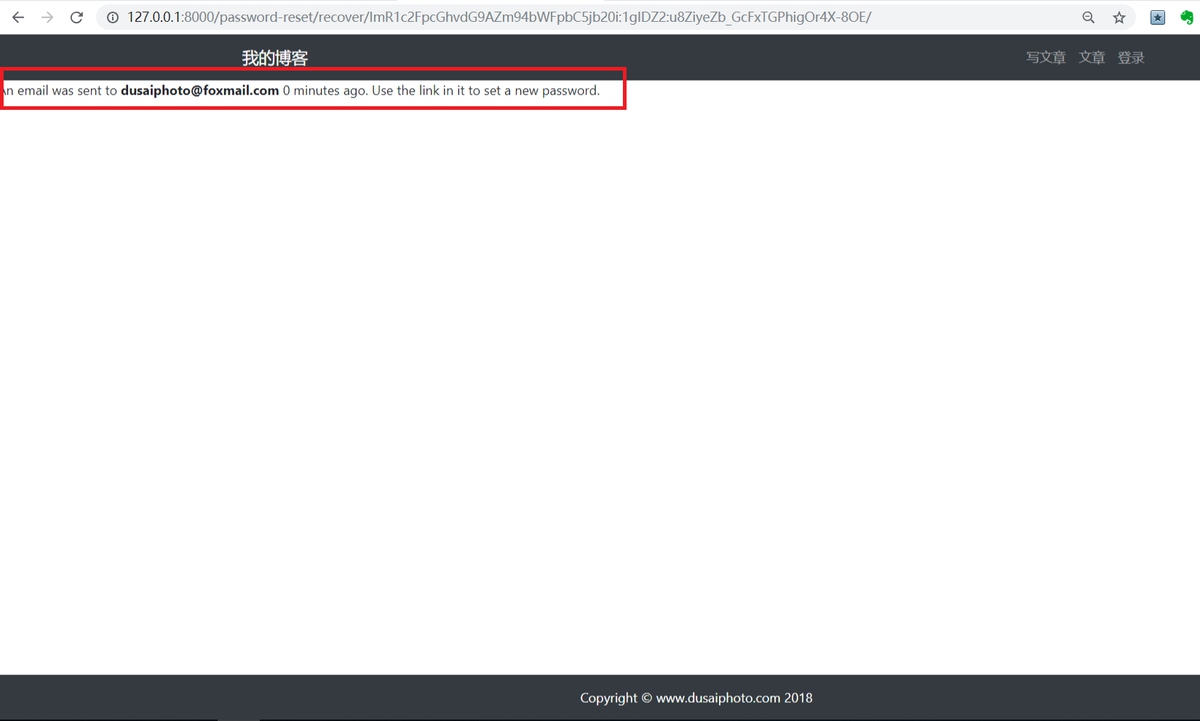 127.0.0.1:8000/password-reset/recover/ImR1c2FpcGhvdG9AZm94bWFpbC5jb20i:1gIDZ2:u8ZiyeZb_GcFxTGPhigOr4X-8OE/
我的博客 写文章 文章 登录
An email was sent to dusaiphoto@foxmail.com 0 minutes ago. Use the link in it to set a new password.
Copyright © www.dusaiphoto.com 2018